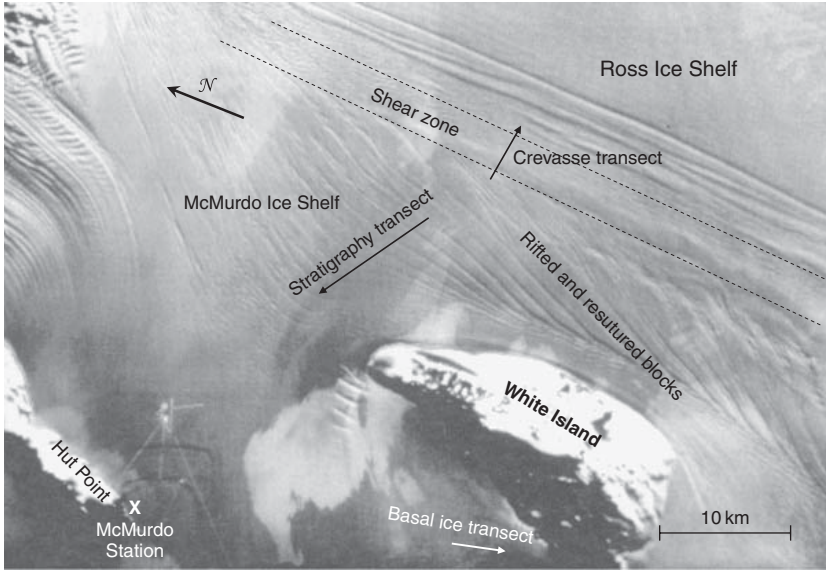 Ross Ice Shelf
N
Shear zone
Crevasse transect
McMurdo Ice Shelf
Stratigraphy transect
Rifted and resutured blocks
White Island
Hut Point
X
McMurdo
Station
Basal ice transect
10 km